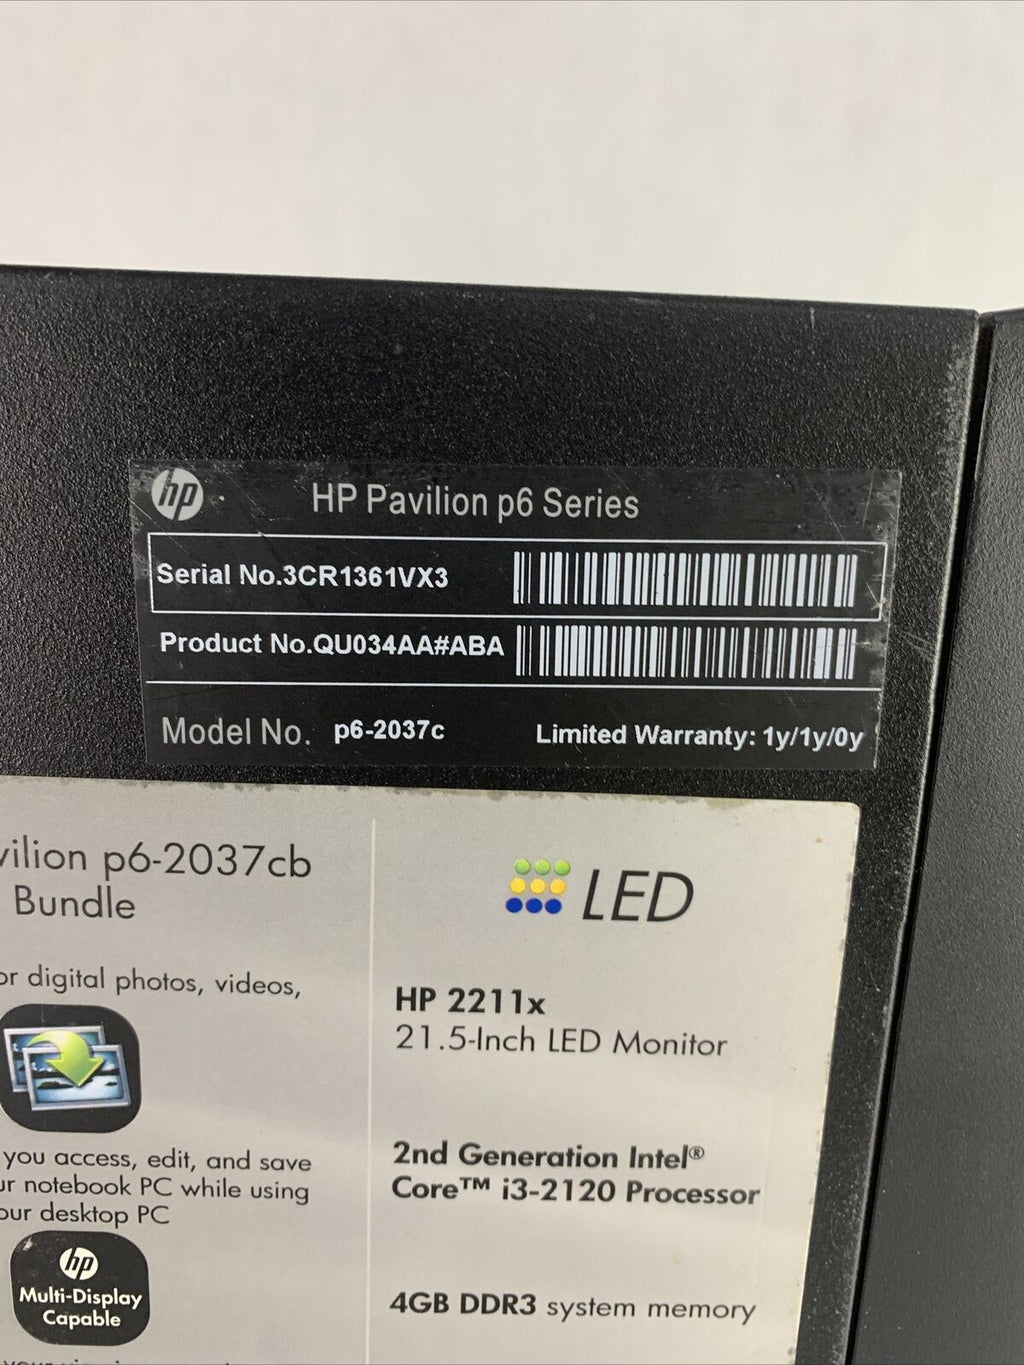 hp
HP Pavilion p6 Series
Serial No.3CR1361VX3
Product No.QU034AA#ABA
Model No. p6-2037c Limited Warranty: 1y/1y/0y
vilion p6-2037cb
Bundle
or digital photos, videos,
you access, edit, and save
ur notebook PC while using
our desktop PC
hp
Multi-Display
Capable
LED
HP 2211x
21.5-Inch LED Monitor
2nd Generation Intel®
Core™ i3-2120 Processor
4GB DDR3 system memory